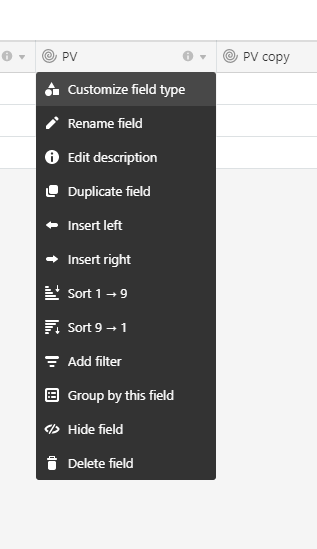 PV
PV copy
Customize field type
Rename field
Edit description
Duplicate field
Insert left
Insert right
Sort 1 → 9
Sort 9 → 1
Add filter
Group by this field
Hide field
Delete field